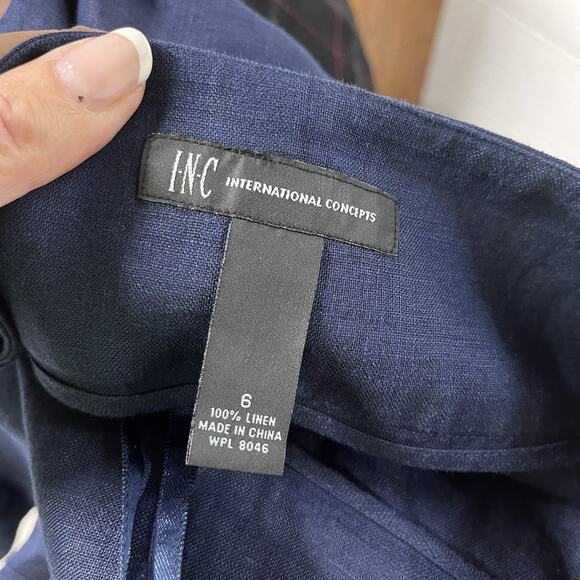 I·N·C INTERNATIONAL CONCEPTS
6
100% LINEN
MADE IN CHINA
WPL 8046